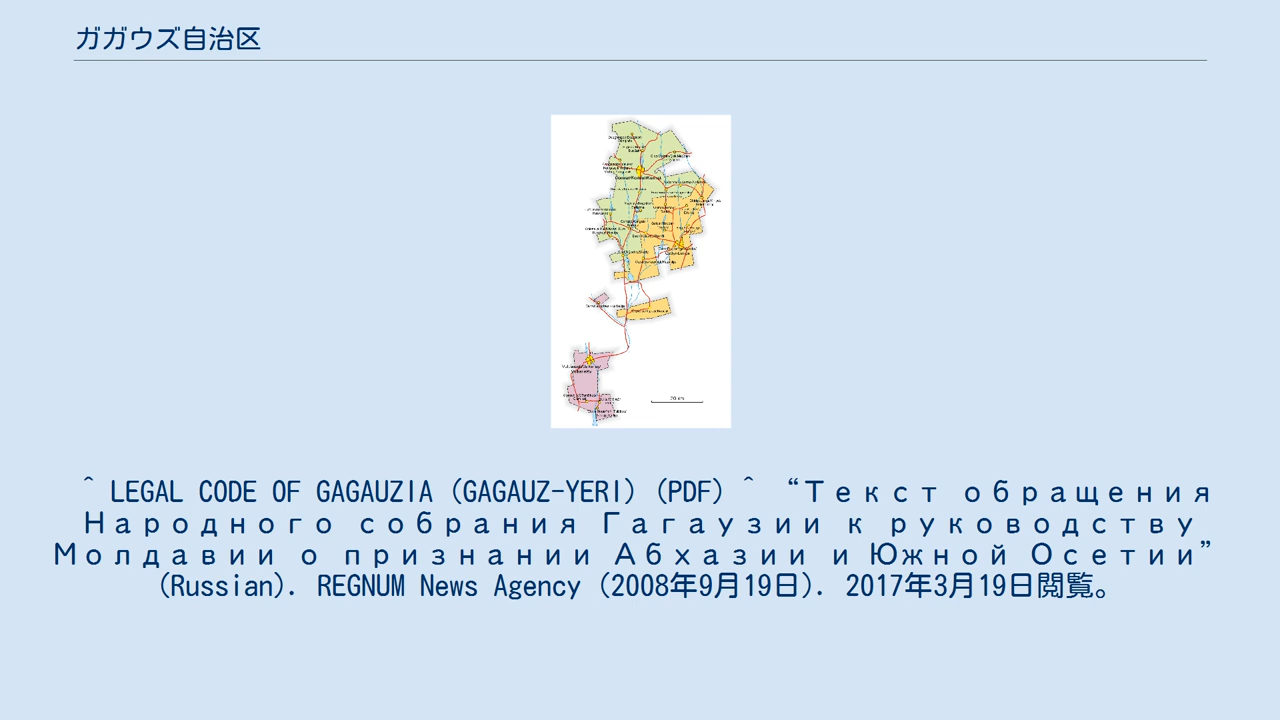 ガガウズ自治区
20 km
^ LEGAL CODE OF GAGAUZIA (GAGAUZ-YERI) (PDF) ^ “Текст обращения
Народного собрания Гагаузии к руководству
Молдавии о признании Абхазии и Южной Осетии”
(Russian). REGNUM News Agency (2008年9月19日). 2017年3月19日閲覧。